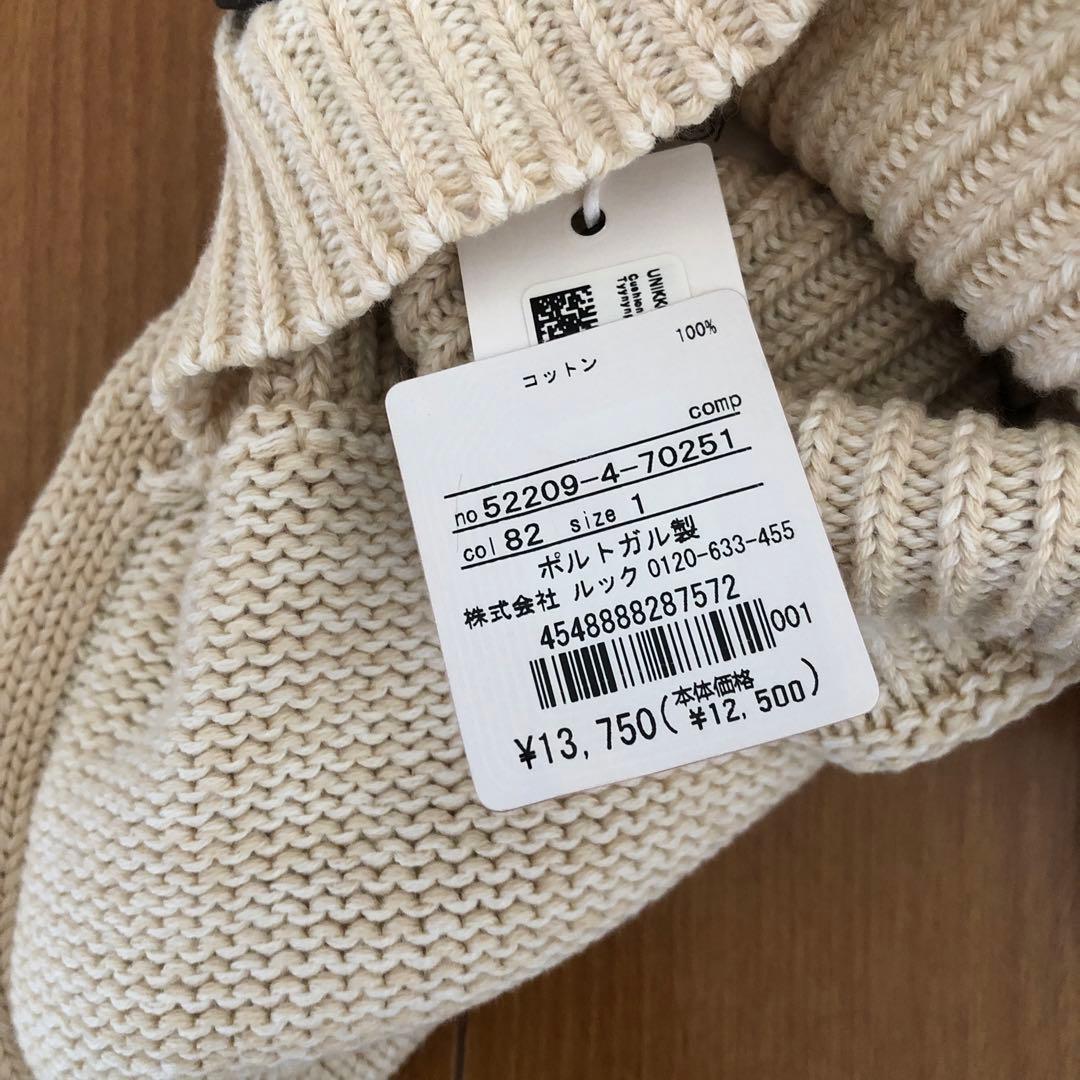 UNIKK
Cushion
コットン 100%
comp
no 52209-4-70251
col 82 size 1
ポルトガル製
株式会社 ルック 0120-633-455
4548888287572
001
¥13,750(本体価格 ¥12,500)